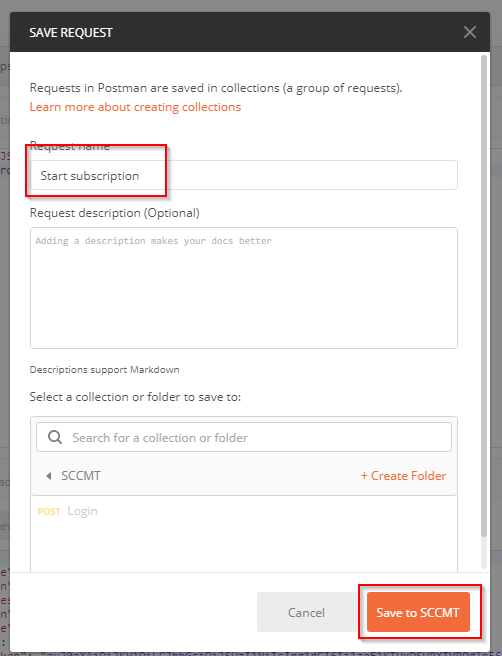 SAVE REQUEST
Requests in Postman are saved in collections (a group of requests).
Learn more about creating collections
Request name
Start subscription
Request description (Optional)
Adding a description makes your docs better
Descriptions support Markdown
Select a collection or folder to save to:
Search for a collection or folder
SCCMT
+ Create Folder
POST Login
Cancel
Save to SCCMT